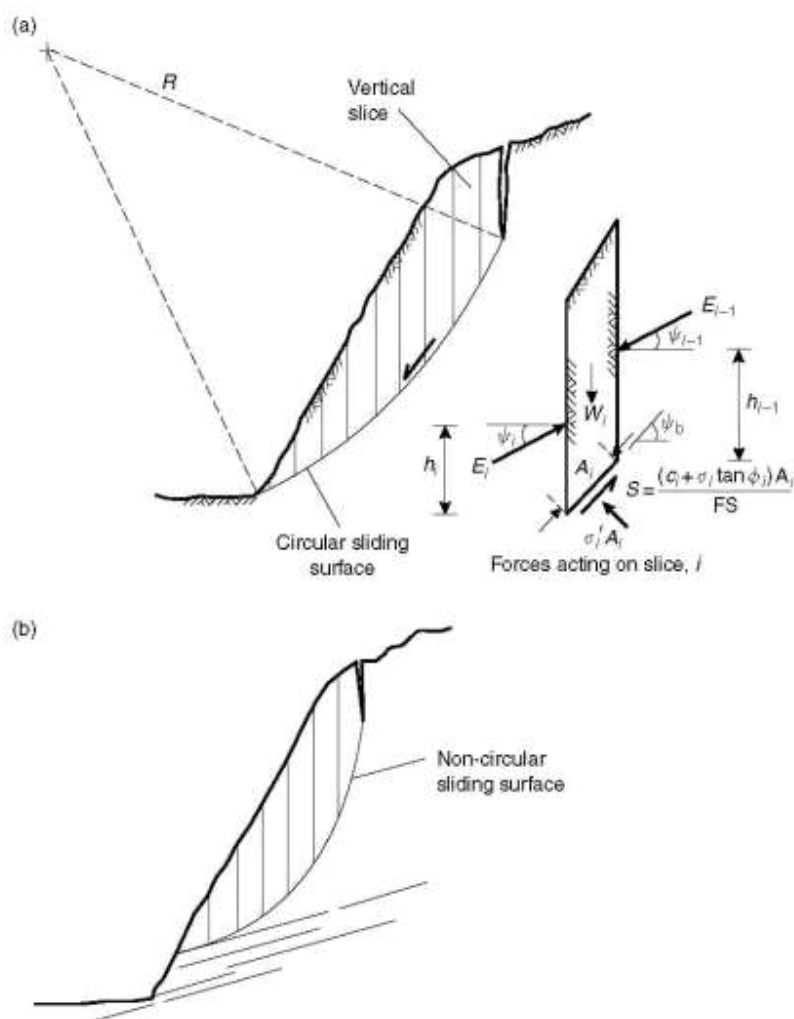 (a)
R
Vertical
slice
E_{i–1}
ψ_{i–1}
h_{i–1}
W_i
ψ_i
ψ_b
E_i
h_i
A_i
S = (c_i + σ_i tan ϕ_i) A_i / FS
σ_i′ A_i
Circular sliding
surface
Forces acting on slice, i
(b)
Non-circular
sliding surface